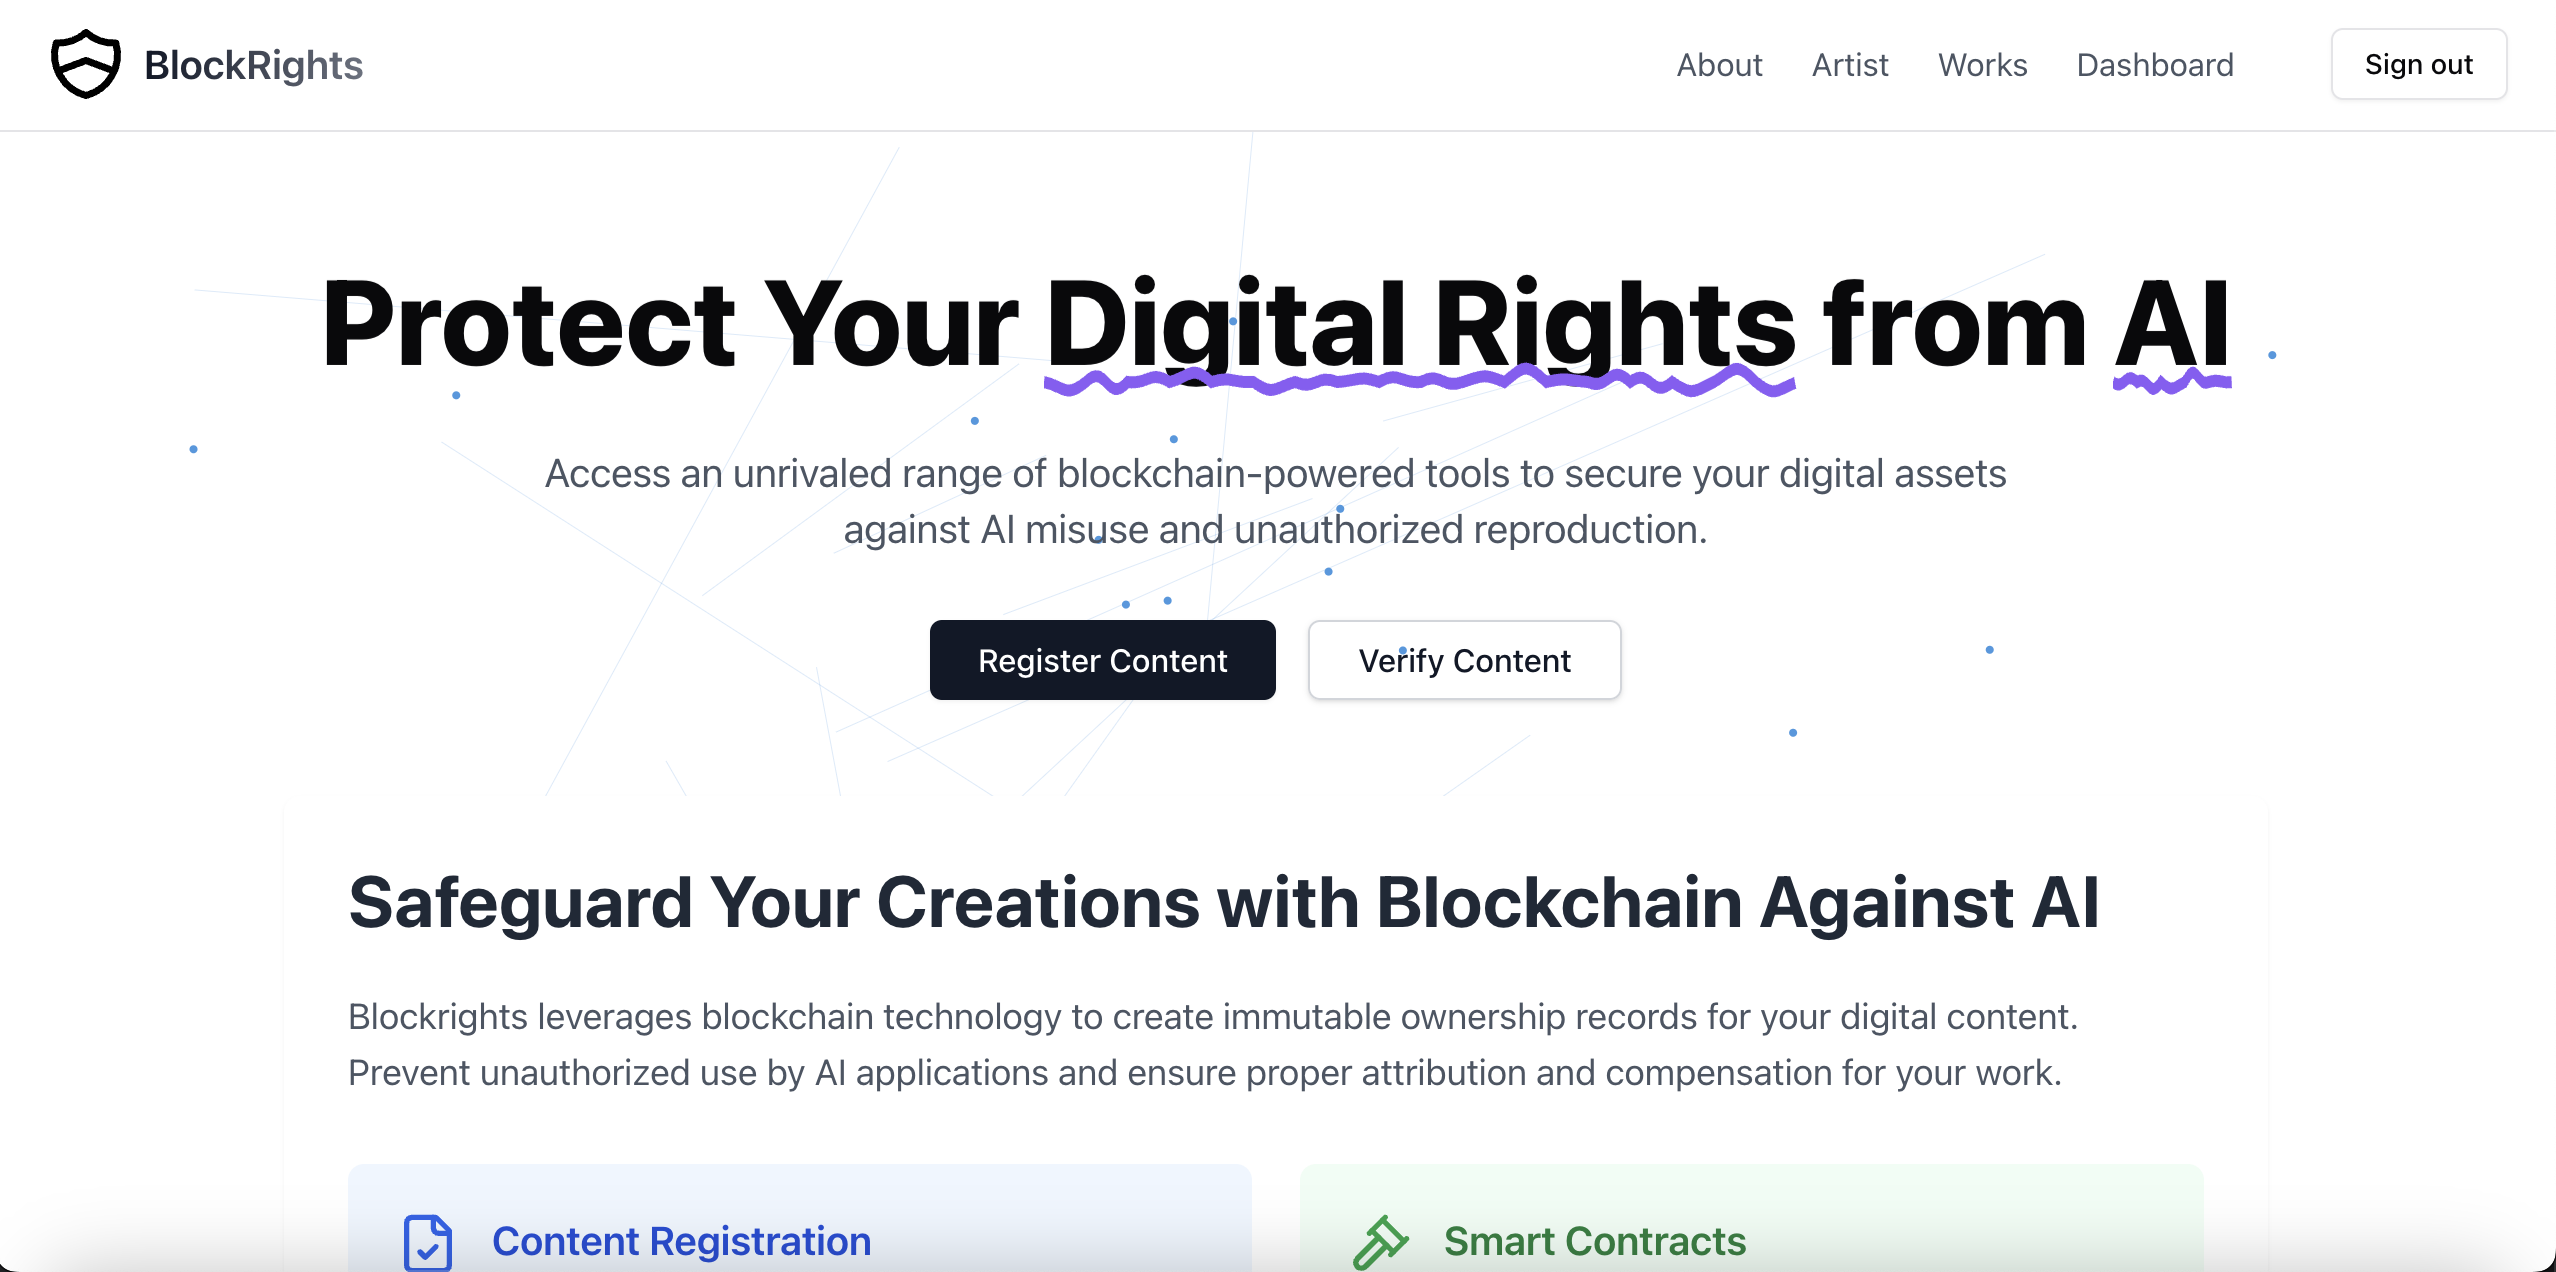 BlockRights
About
Artist
Works
Dashboard
Sign out
Protect Your Digital Rights from AI
Access an unrivaled range of blockchain-powered tools to secure your digital assets
against AI misuse and unauthorized reproduction.
Register Content
Verify Content
Safeguard Your Creations with Blockchain Against AI
Blockrights leverages blockchain technology to create immutable ownership records for your digital content.
Prevent unauthorized use by AI applications and ensure proper attribution and compensation for your work.
Content Registration
Smart Contracts